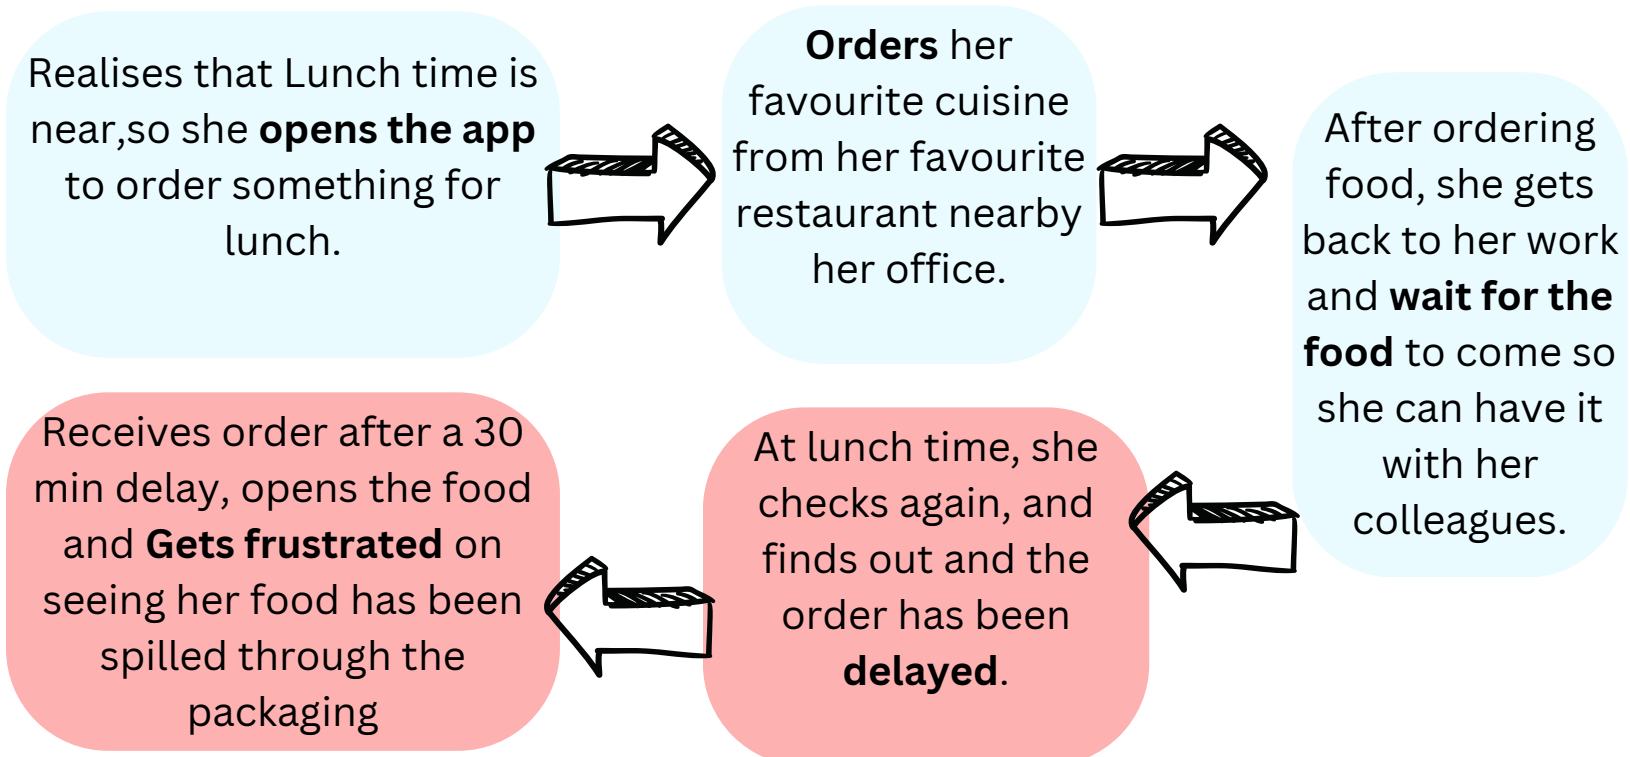 Realises that Lunch time is
near,so she opens the app
to order something for
lunch.
Orders her
favourite cuisine
from her favourite
restaurant nearby
her office.
After ordering
food, she gets
back to her work
and wait for the
food to come so
she can have it
with her
colleagues.
At lunch time, she
checks again, and
finds out and the
order has been
delayed.
Receives order after a 30
min delay, opens the food
and Gets frustrated on
seeing her food has been
spilled through the
packaging